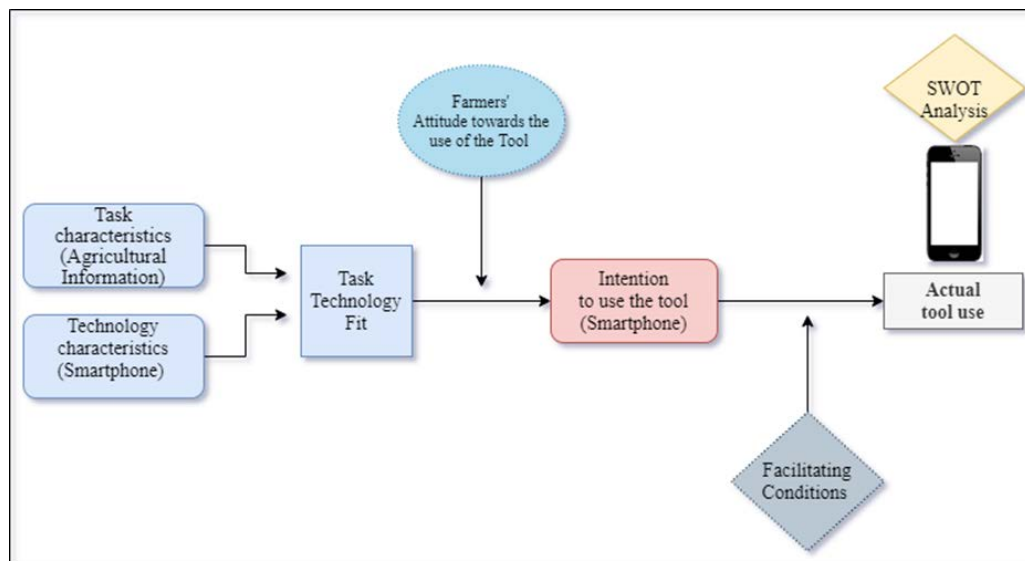 SWOT
Analysis
Farmers'
Attitude towards the
use of the Tool
Task
characteristics
(Agricultural
Information)
Technology
characteristics
(Smartphone)
Task
Technology
Fit
Intention
to use the tool
(Smartphone)
Actual
tool use
Facilitating
Conditions